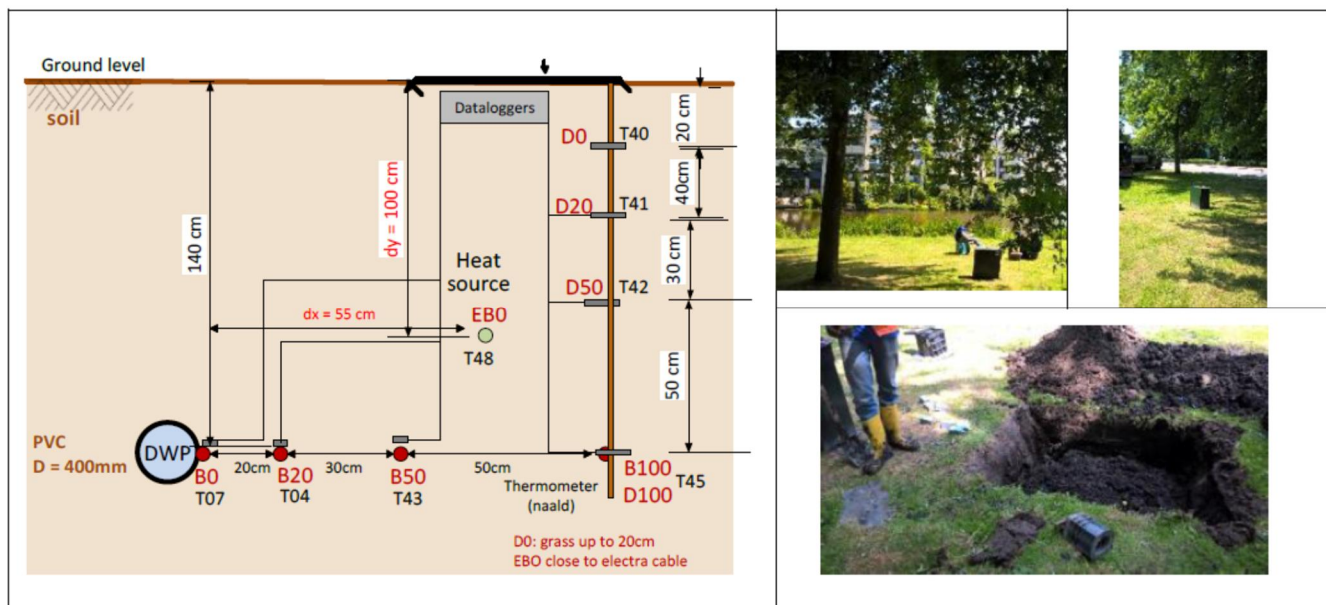 Ground level
soil
Dataloggers
D0
T40
20 cm
40cm
D20
T41
dy = 100 cm
140 cm
30 cm
Heat
source
D50
T42
dx = 55 cm
EB0
T48
50 cm
PVC
D = 400mm
DWP
20cm
30cm
50cm
B0
T07
B20
T04
B50
T43
Thermometer
(naald)
B100
D100
T45
D0: grass up to 20cm
EBO close to electra cable